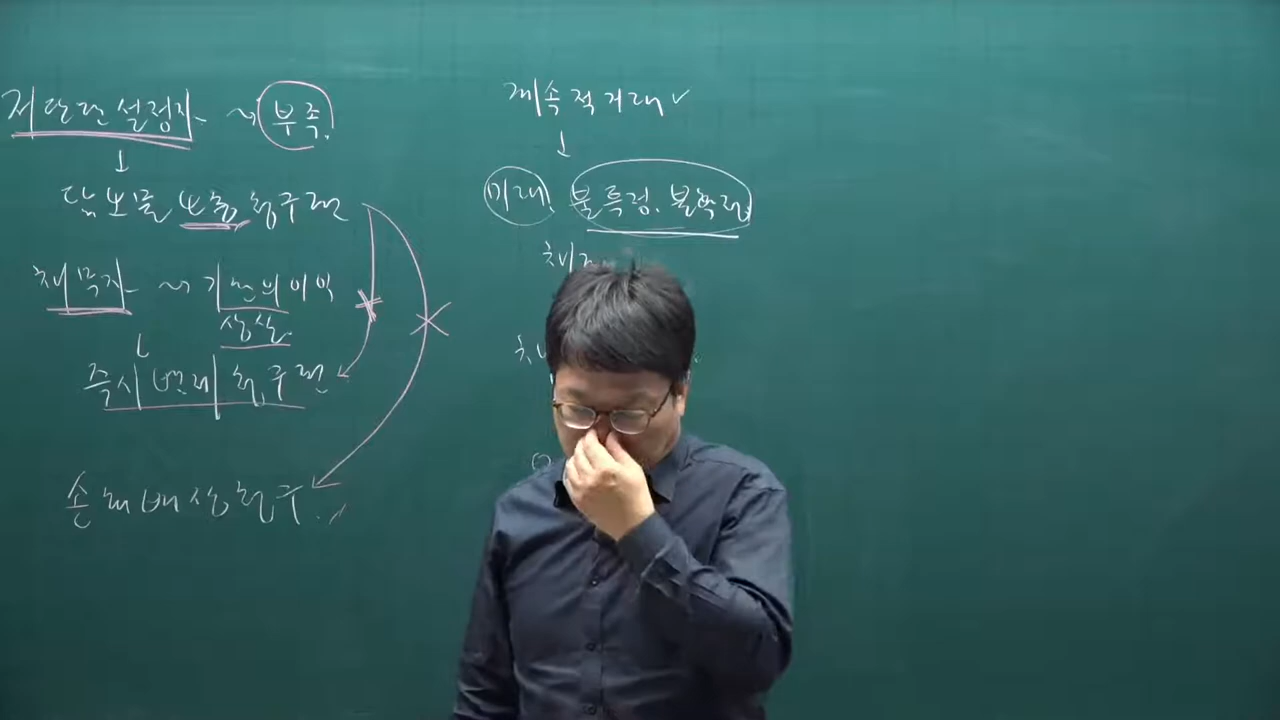 저당권설정자 ~ 부족.
↓
담보물 보충청구권
채무자 ~ 기한의이익
상실.
↓
즉시변제청구권
손해배상청구.
계속적거래 ✓
↓
미래, 불특정. 불확정.